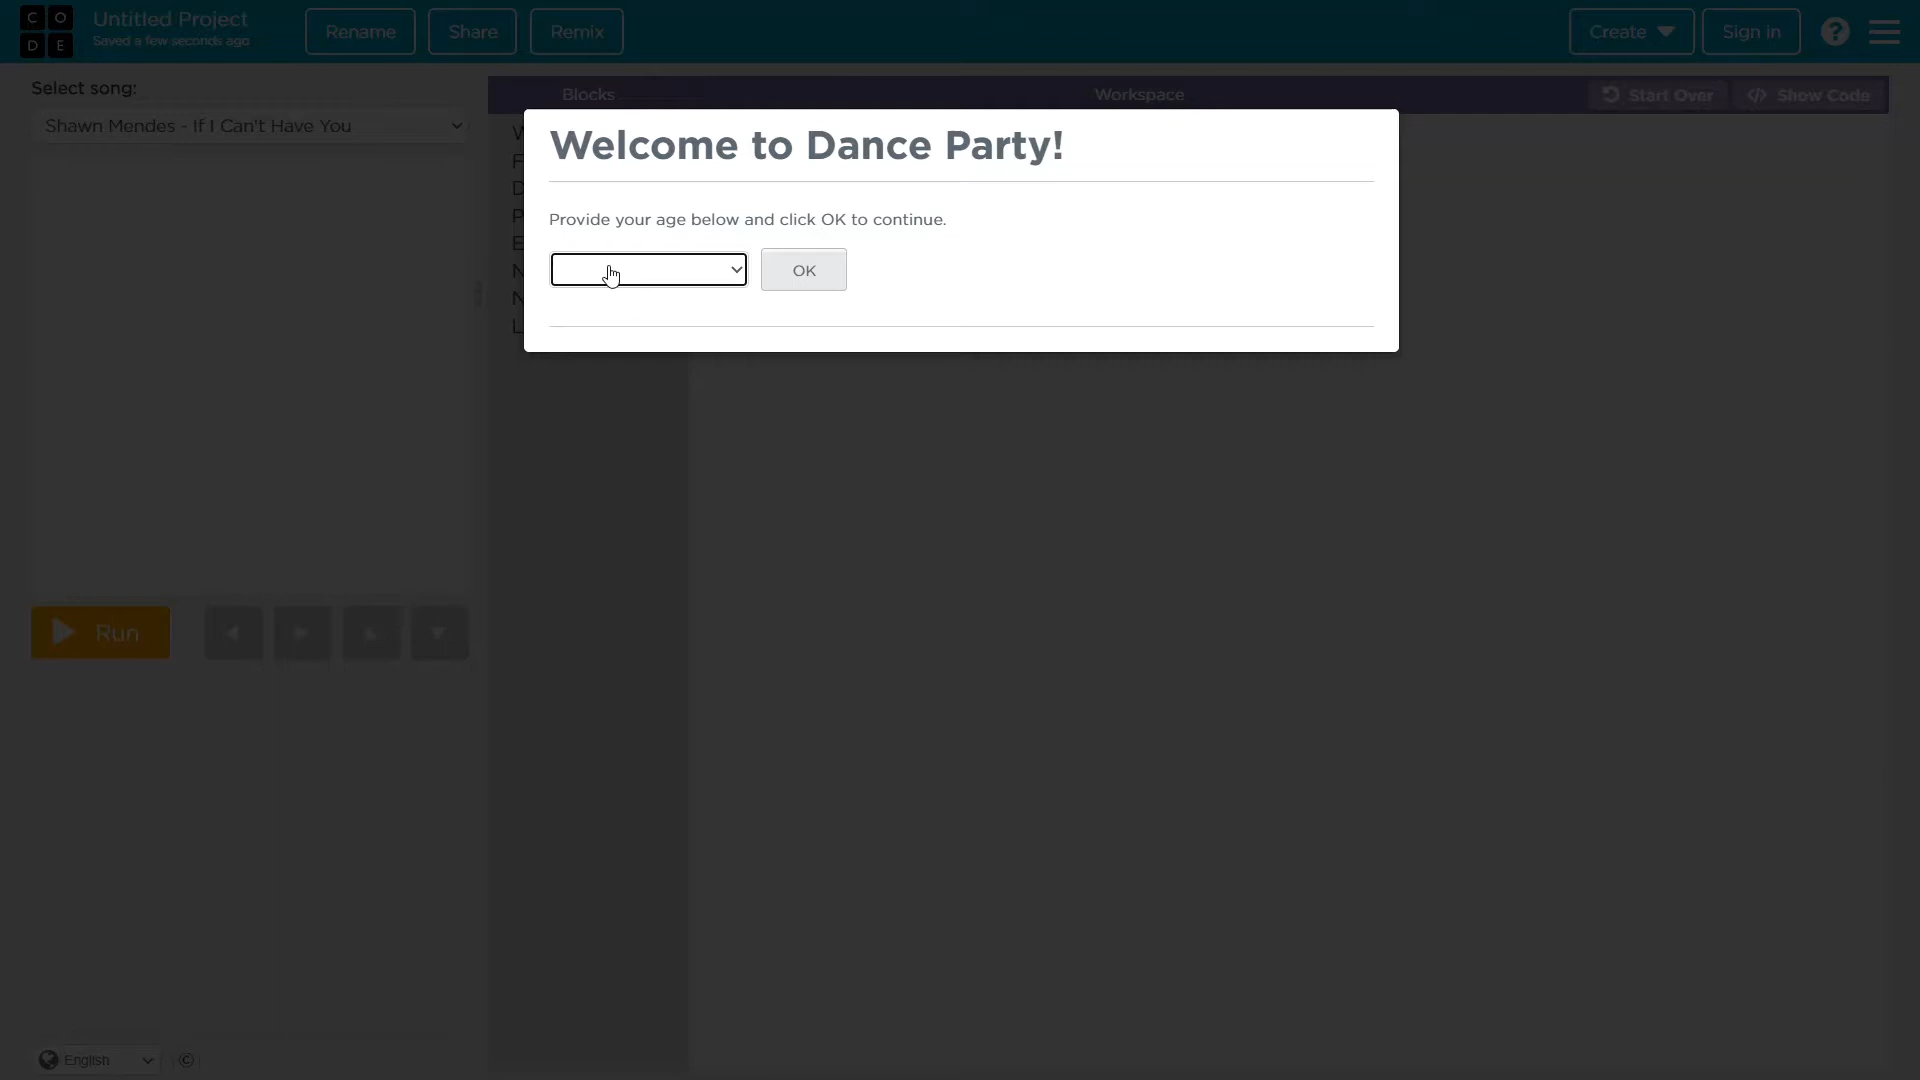 C O
D E
Untitled Project
Saved a few seconds ago
Rename
Share
Remix
Create
Sign in
?
Select song:
Shawn Mendes - If I Can't Have You
Blocks
Workspace
Start Over
</> Show Code
Welcome to Dance Party!
Provide your age below and click OK to continue.
OK
Run
English
©